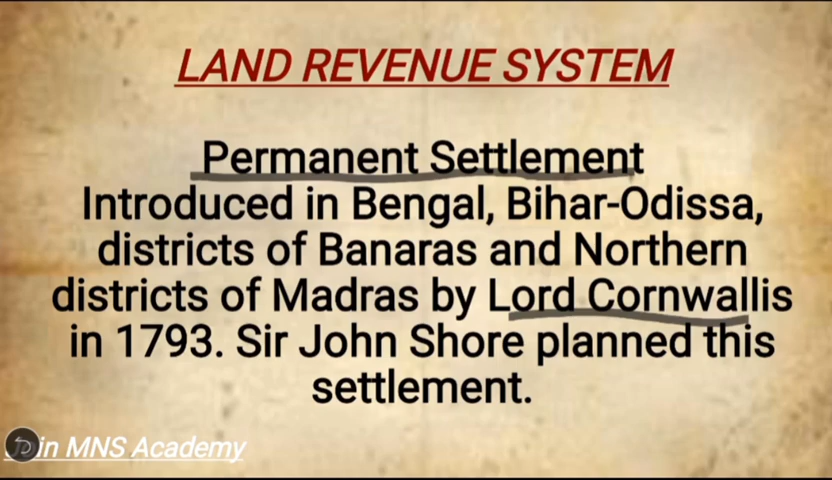 LAND REVENUE SYSTEM
Permanent Settlement
Introduced in Bengal, Bihar-Odissa,
districts of Banaras and Northern
districts of Madras by Lord Cornwallis
in 1793. Sir John Shore planned this
settlement.
in MNS Academy